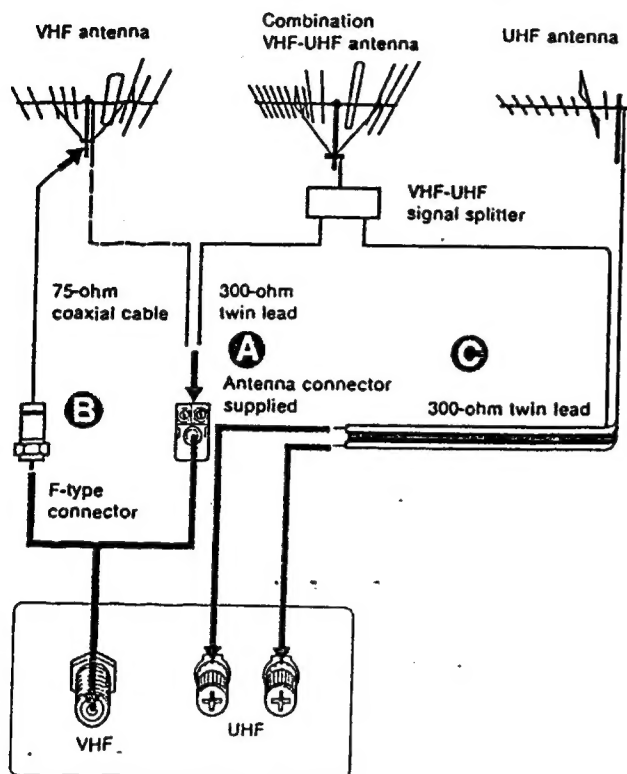 VHF antenna
Combination
VHF-UHF antenna
UHF antenna
VHF-UHF
signal splitter
75-ohm
coaxial cable
300-ohm
twin lead
A
C
B
Antenna connector
supplied
300-ohm twin lead
F-type
connector
VHF
UHF